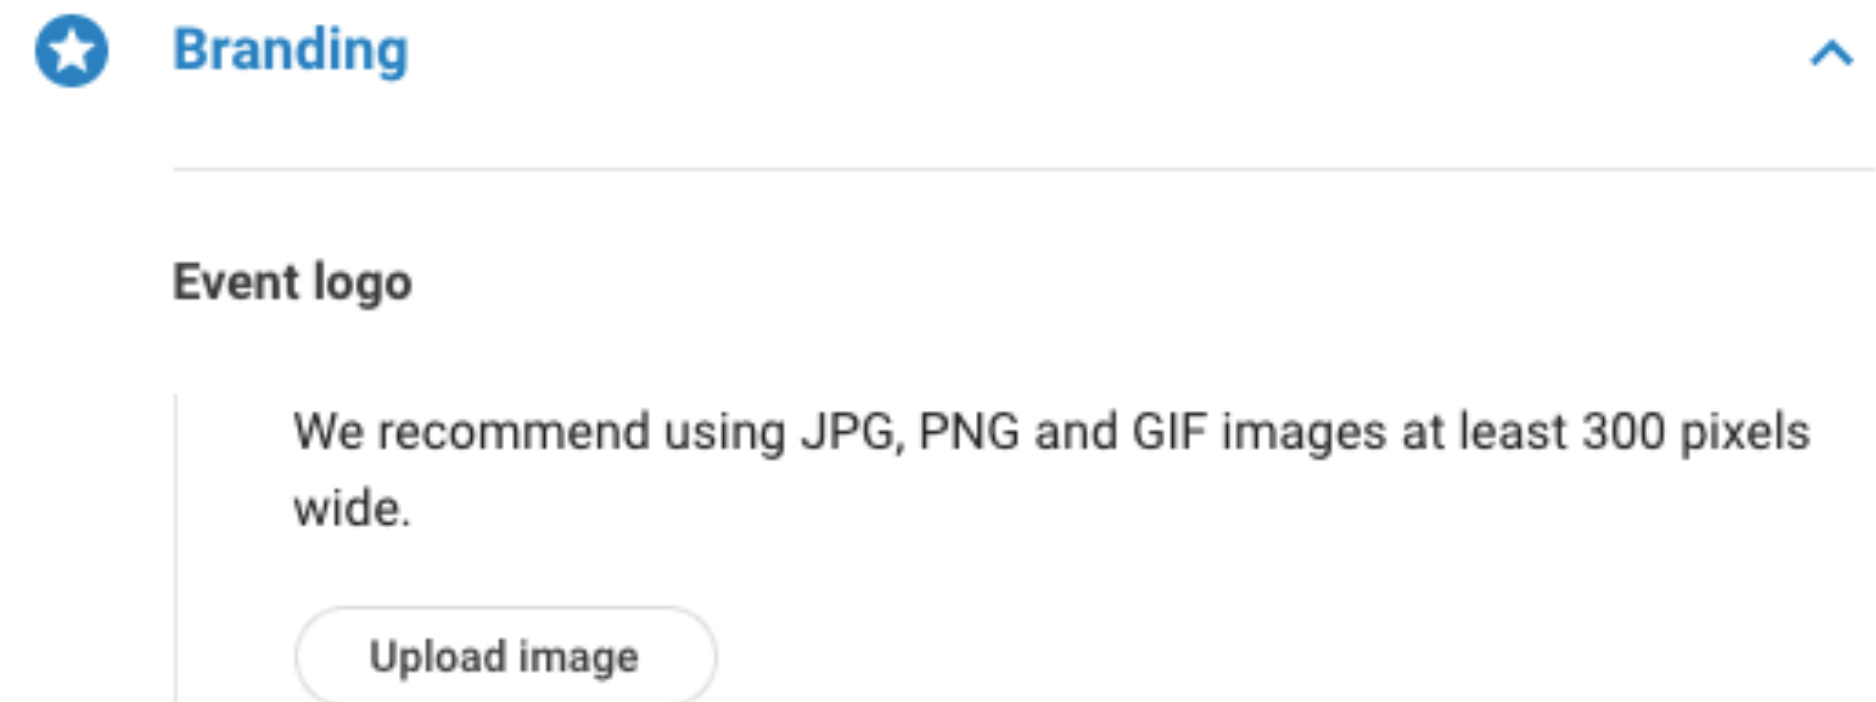 Branding
Event logo
We recommend using JPG, PNG and GIF images at least 300 pixels
wide.
Upload image